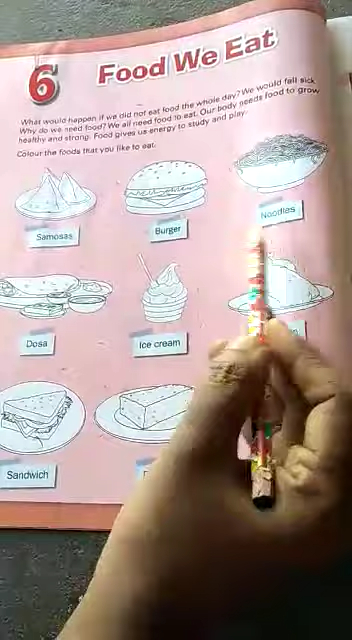 6 Food We Eat
What would happen if we did not eat food the whole day? We would fall sick.
Why do we need food? We all need food to eat. Our body needs food to grow
healthy and strong. Food gives us energy to study and play.
Colour the foods that you like to eat.
Samosas
Burger
Noodles
Dosa
Ice cream
Sandwich